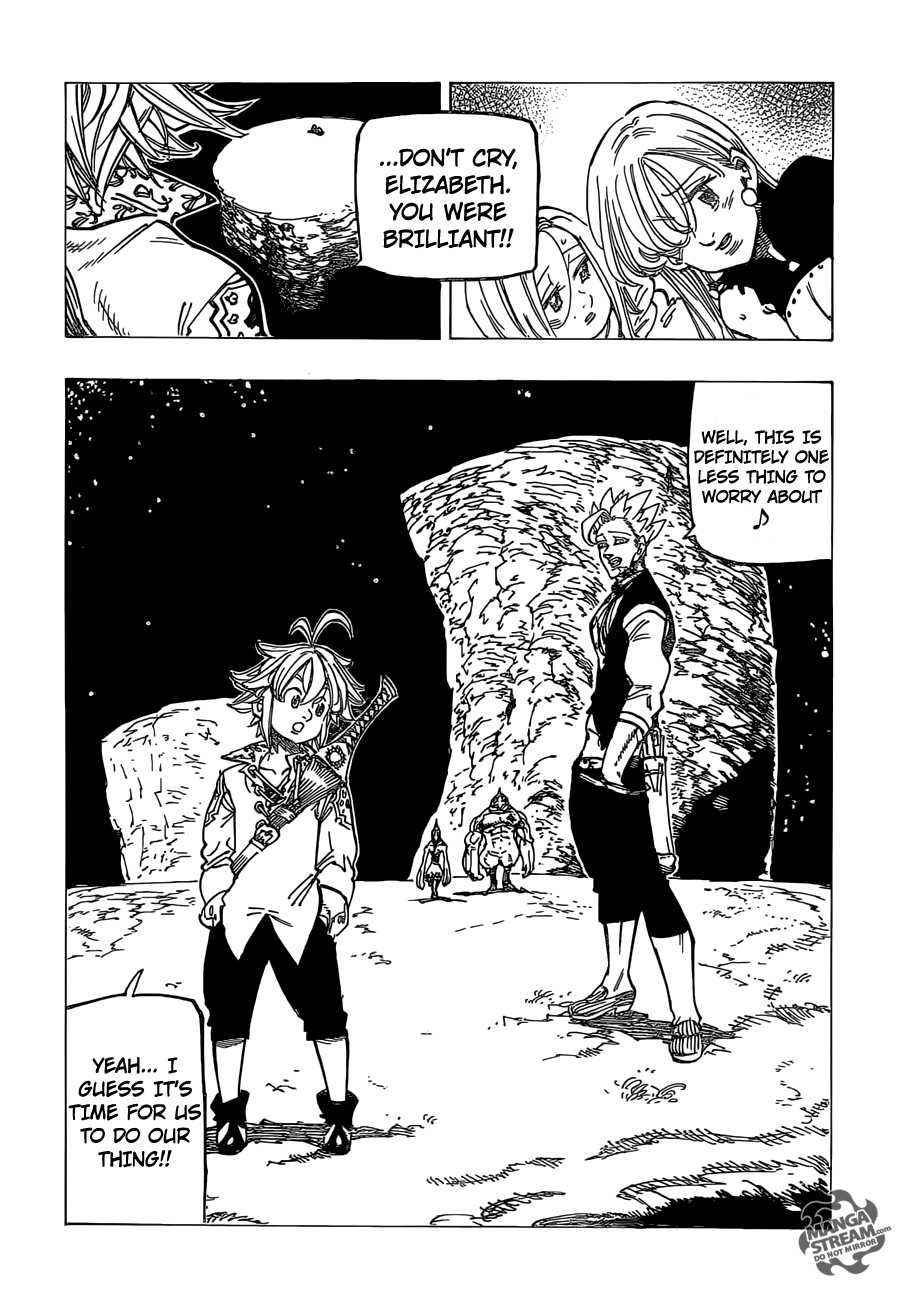 ...DON'T CRY,
ELIZABETH.
YOU WERE
BRILLIANT!!
WELL, THIS IS
DEFINITELY ONE
LESS THING TO
WORRY ABOUT
♪
YEAH... I
GUESS IT'S
TIME FOR US
TO DO OUR
THING!!
MANGA
STREAM.com
DO NOT MIRROR